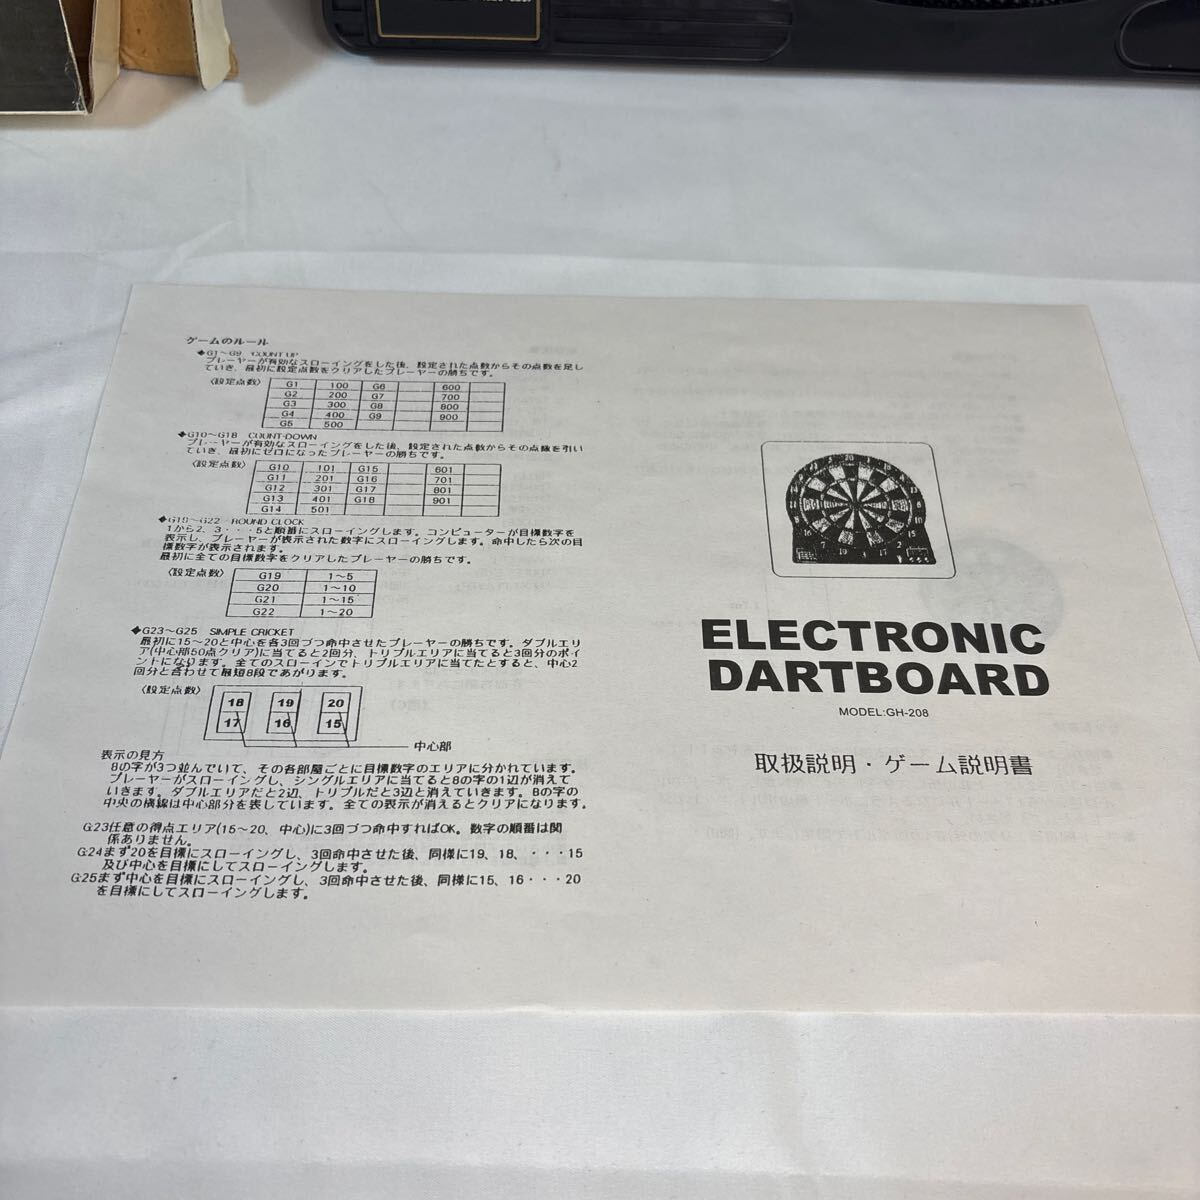 ゲームのルール
◆G1〜G9 COUNT UP
プレーヤーが有効なスローイングをした後、設定された点数からその点数を足し
ていき、最初に設定点数をクリアしたプレーヤーの勝ちです。
〈設定点数〉
G1 100 G6 600
G2 200 G7 700
G3 300 G8 800
G4 400 G9 900
G5 500
◆G10〜G18 COUNT-DOWN
プレーヤーが有効なスローイングをした後、設定された点数からその点数を引い
ていき、最初にゼロになったプレーヤーの勝ちです。
〈設定点数〉
G10 101 G15 601
G11 201 G16 701
G12 301 G17 801
G13 401 G18 901
G14 501
◆G19〜G22 ROUND CLOCK
1から2、3・・・5と順番にスローイングします。コンピューターが目標数字を
表示し、プレーヤーが表示された数字にスローイングします。命中したら次の目
標数字が表示されます。
最初に全ての目標数字をクリアしたプレーヤーの勝ちです。
〈設定点数〉
G19 1〜5
G20 1〜10
G21 1〜15
G22 1〜20
◆G23〜G25 SIMPLE CRICKET
最初に15〜20と中心を各3回づつ命中させたプレーヤーの勝ちです。ダブルエリ
ア(中心部50点クリア)に当てると2回分、トリプルエリアに当てると3回分のポイ
ントになります。全てのスローインでトリプルエリアに当てたとすると、中心2
回分と合わせて最短8段であがります。
〈設定点数〉
18 19 20
17 16 15
中心部
表示の見方
8の字が3つ並んでいて、その各部屋ごとに目標数字のエリアに分かれています。
プレーヤーがスローイングし、シングルエリアに当てると8の字の1辺が消えて
いきます。ダブルエリアだと2辺、トリプルだと3辺と消えていきます。8の字の
中央の横線は中心部分を表しています。全ての表示が消えるとクリアになります。
G23任意の得点エリア(15〜20、中心)に3回づつ命中すればOK。数字の順番は関
係ありません。
G24まず20を目標にスローイングし、3回命中させた後、同様に19、18、・・・15
及び中心を目標にしてスローイングします。
G25まず中心を目標にスローイングし、3回命中させた後、同様に15、16・・・20
を目標にしてスローイングします。
ELECTRONIC
DARTBOARD
MODEL:GH-208
取扱説明・ゲーム説明書